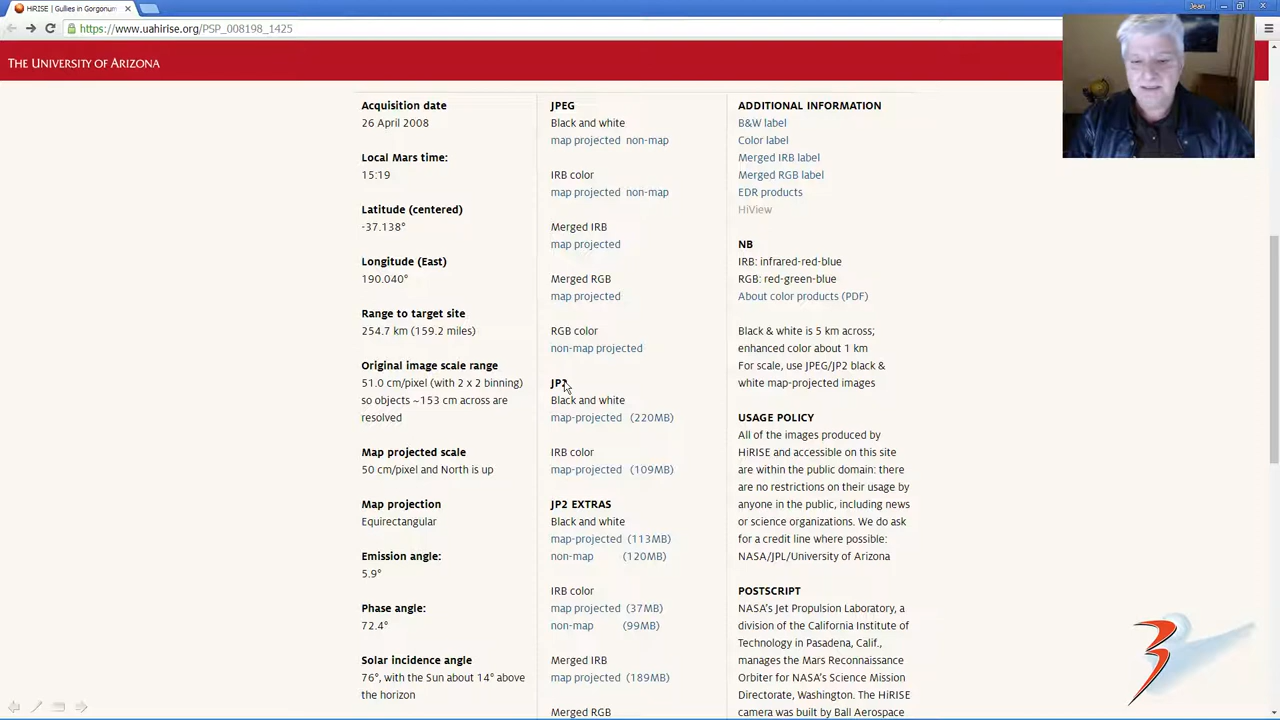 HiRISE | Gullies in Gorgonum
Jean
https://www.uahirise.org/PSP_008198_1425
THE UNIVERSITY OF ARIZONA
Acquisition date
26 April 2008
Local Mars time:
15:19
Latitude (centered)
-37.138°
Longitude (East)
190.040°
Range to target site
254.7 km (159.2 miles)
Original image scale range
51.0 cm/pixel (with 2 x 2 binning)
so objects ~153 cm across are
resolved
Map projected scale
50 cm/pixel and North is up
Map projection
Equirectangular
Emission angle:
5.9°
Phase angle:
72.4°
Solar incidence angle
76°, with the Sun about 14° above
the horizon
JPEG
Black and white
map projected non-map
IRB color
map projected non-map
Merged IRB
map projected
Merged RGB
map projected
RGB color
non-map projected
JP2
Black and white
map-projected (220MB)
IRB color
map-projected (109MB)
JP2 EXTRAS
Black and white
map-projected (113MB)
non-map (120MB)
IRB color
map projected (37MB)
non-map (99MB)
Merged IRB
map projected (189MB)
Merged RGB
ADDITIONAL INFORMATION
B&W label
Color label
Merged IRB label
Merged RGB label
EDR products
HiView
NB
IRB: infrared-red-blue
RGB: red-green-blue
About color products (PDF)
Black & white is 5 km across;
enhanced color about 1 km
For scale, use JPEG/JP2 black &
white map-projected images
USAGE POLICY
All of the images produced by
HiRISE and accessible on this site
are within the public domain: there
are no restrictions on their usage by
anyone in the public, including news
or science organizations. We do ask
for a credit line where possible:
NASA/JPL/University of Arizona
POSTSCRIPT
NASA's Jet Propulsion Laboratory, a
division of the California Institute of
Technology in Pasadena, Calif.,
manages the Mars Reconnaissance
Orbiter for NASA's Science Mission
Directorate, Washington. The HiRISE
camera was built by Ball Aerospace